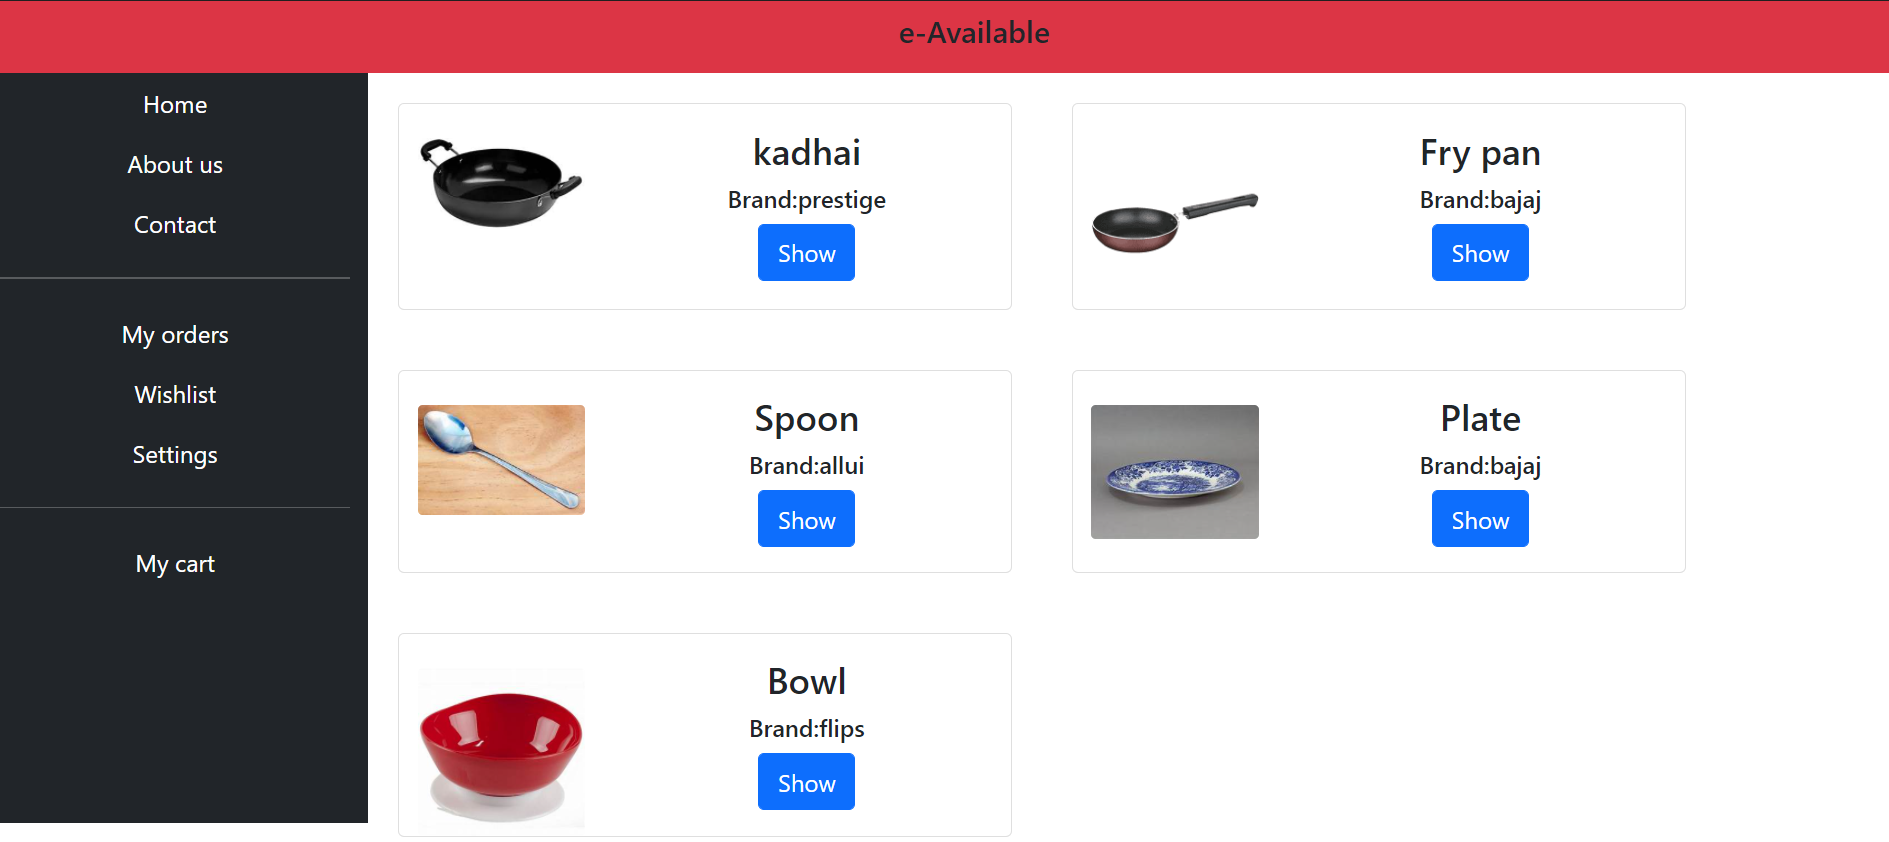 e-Available
Home
About us
Contact
My orders
Wishlist
Settings
My cart
kadhai
Brand:prestige
Show
Fry pan
Brand:bajaj
Show
Spoon
Brand:allui
Show
Plate
Brand:bajaj
Show
Bowl
Brand:flips
Show